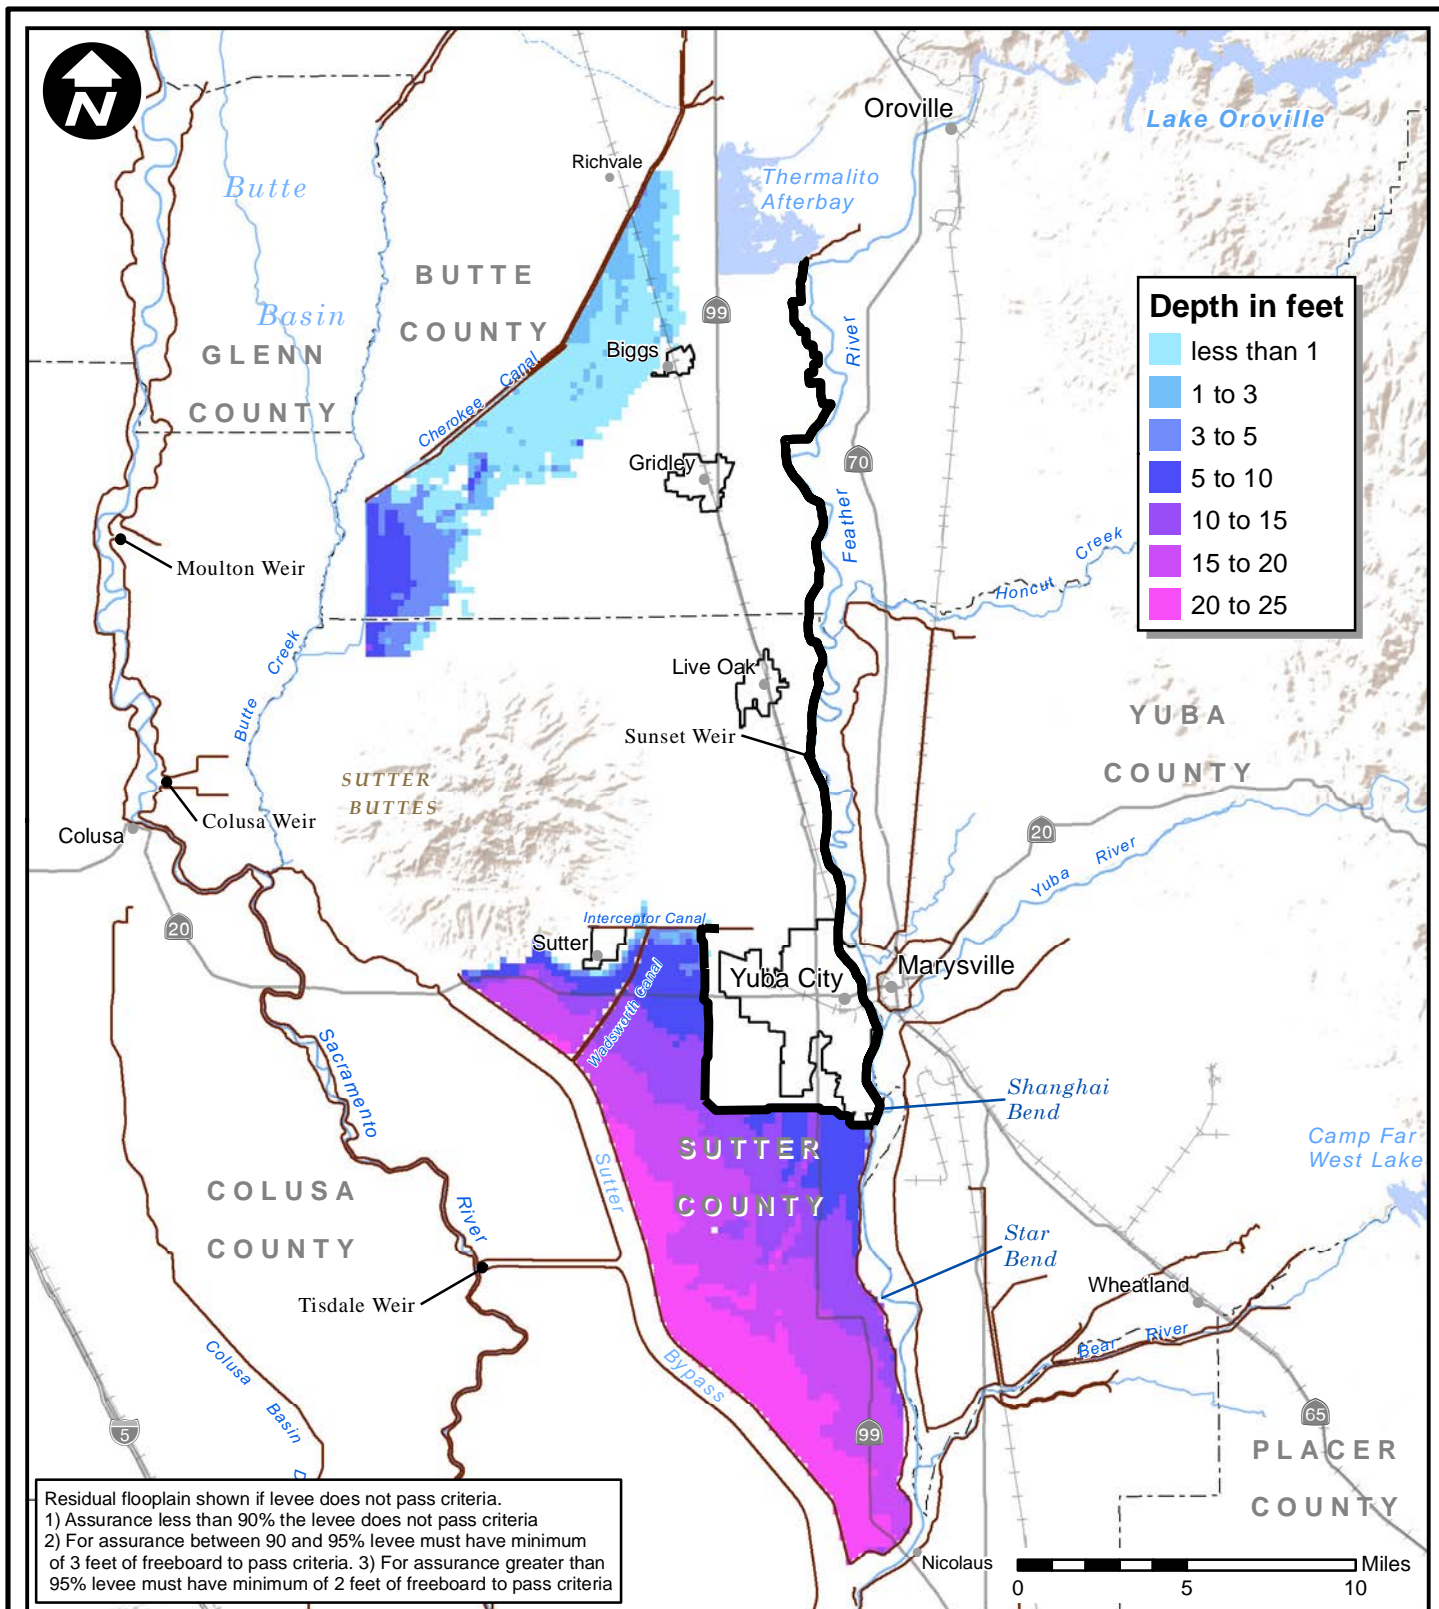 N
Oroville
Lake Oroville
Richvale
Thermalito
Afterbay
Butte
Basin
BUTTE
COUNTY
GLENN
COUNTY
99
Biggs
Cherokee Canal
River
Depth in feet
less than 1
1 to 3
3 to 5
5 to 10
10 to 15
15 to 20
20 to 25
Gridley
70
Feather
Moulton Weir
Honcut Creek
Butte Creek
Live Oak
Sunset Weir
YUBA
COUNTY
SUTTER
BUTTES
Colusa Weir
Colusa
20
Yuba River
20
Interceptor Canal
Sutter
Wadsworth Canal
Yuba City
Marysville
Sacramento
River
Shanghai
Bend
Camp Far
West Lake
SUTTER
COUNTY
Sutter
Bypass
COLUSA
COUNTY
Star
Bend
Tisdale Weir
Wheatland
Bear River
Colusa Basin D
5
99
65
PLACER
COUNTY
Nicolaus
Miles
0 5 10
Residual flooplain shown if levee does not pass criteria.
1) Assurance less than 90% the levee does not pass criteria
2) For assurance between 90 and 95% levee must have minimum
of 3 feet of freeboard to pass criteria. 3) For assurance greater than
95% levee must have minimum of 2 feet of freeboard to pass criteria